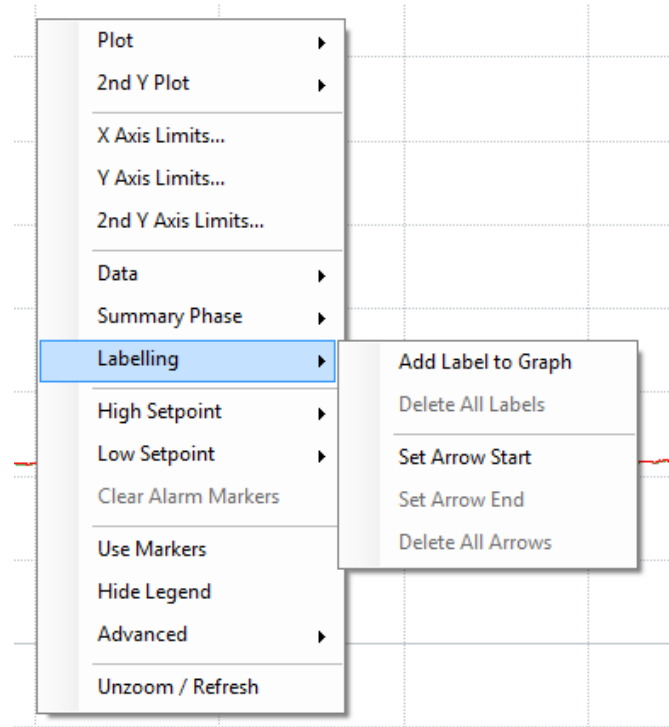 Plot
2nd Y Plot
X Axis Limits...
Y Axis Limits...
2nd Y Axis Limits...
Data
Summary Phase
Labelling
High Setpoint
Low Setpoint
Clear Alarm Markers
Use Markers
Hide Legend
Advanced
Unzoom / Refresh
Add Label to Graph
Delete All Labels
Set Arrow Start
Set Arrow End
Delete All Arrows